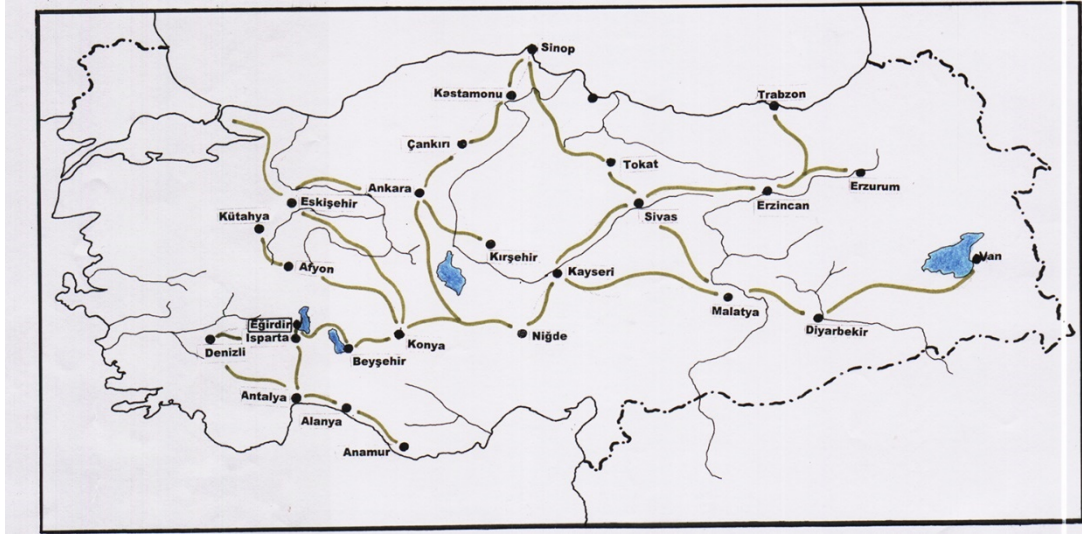 Sinop
Kastamonu
Trabzon
Çankırı
Tokat
Ankara
Erzurum
Eskişehir
Erzincan
Sivas
Kütahya
Kırşehir
Afyon
Kayseri
Van
Malatya
Eğirdir
Isparta
Konya
Niğde
Diyarbekir
Denizli
Beyşehir
Antalya
Alanya
Anamur